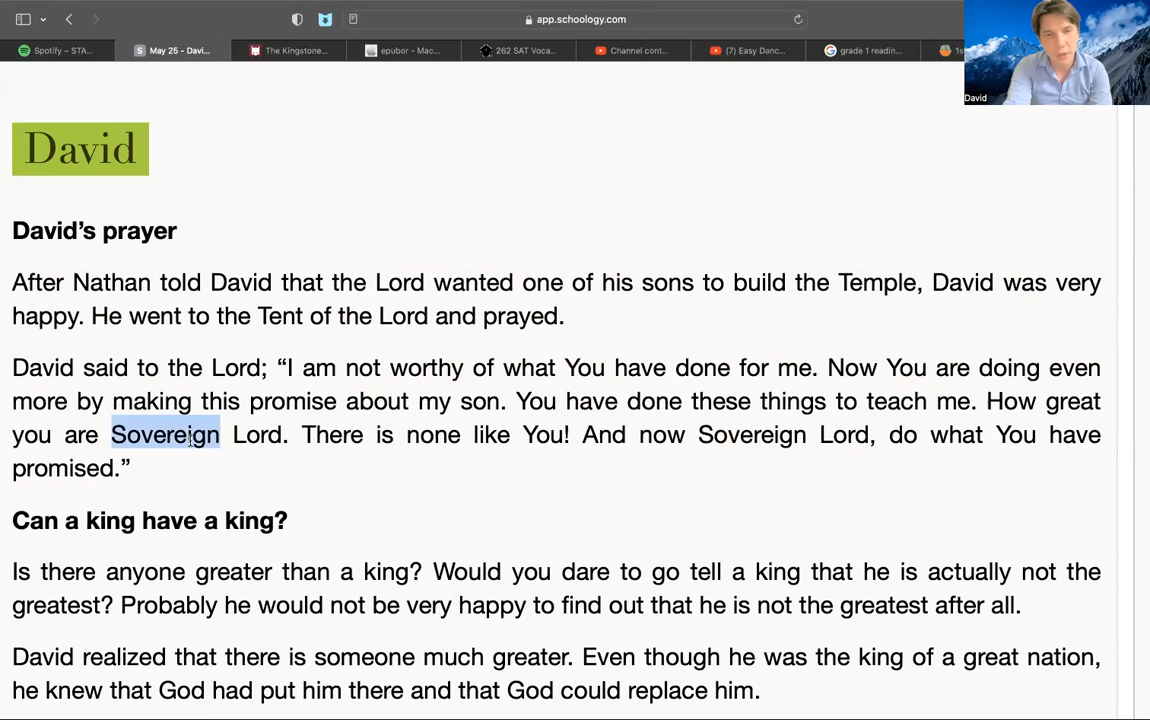 app.schoology.com
Spotify – STA...
May 25 - Davi...
The Kingstone...
epubor - Mac...
262 SAT Voca...
Channel cont...
(7) Easy Danc...
grade 1 readin...
1s
David
David
David’s prayer
After Nathan told David that the Lord wanted one of his sons to build the Temple, David was very
happy. He went to the Tent of the Lord and prayed.
David said to the Lord; “I am not worthy of what You have done for me. Now You are doing even
more by making this promise about my son. You have done these things to teach me. How great
you are Sovereign Lord. There is none like You! And now Sovereign Lord, do what You have
promised.”
Can a king have a king?
Is there anyone greater than a king? Would you dare to go tell a king that he is actually not the
greatest? Probably he would not be very happy to find out that he is not the greatest after all.
David realized that there is someone much greater. Even though he was the king of a great nation,
he knew that God had put him there and that God could replace him.